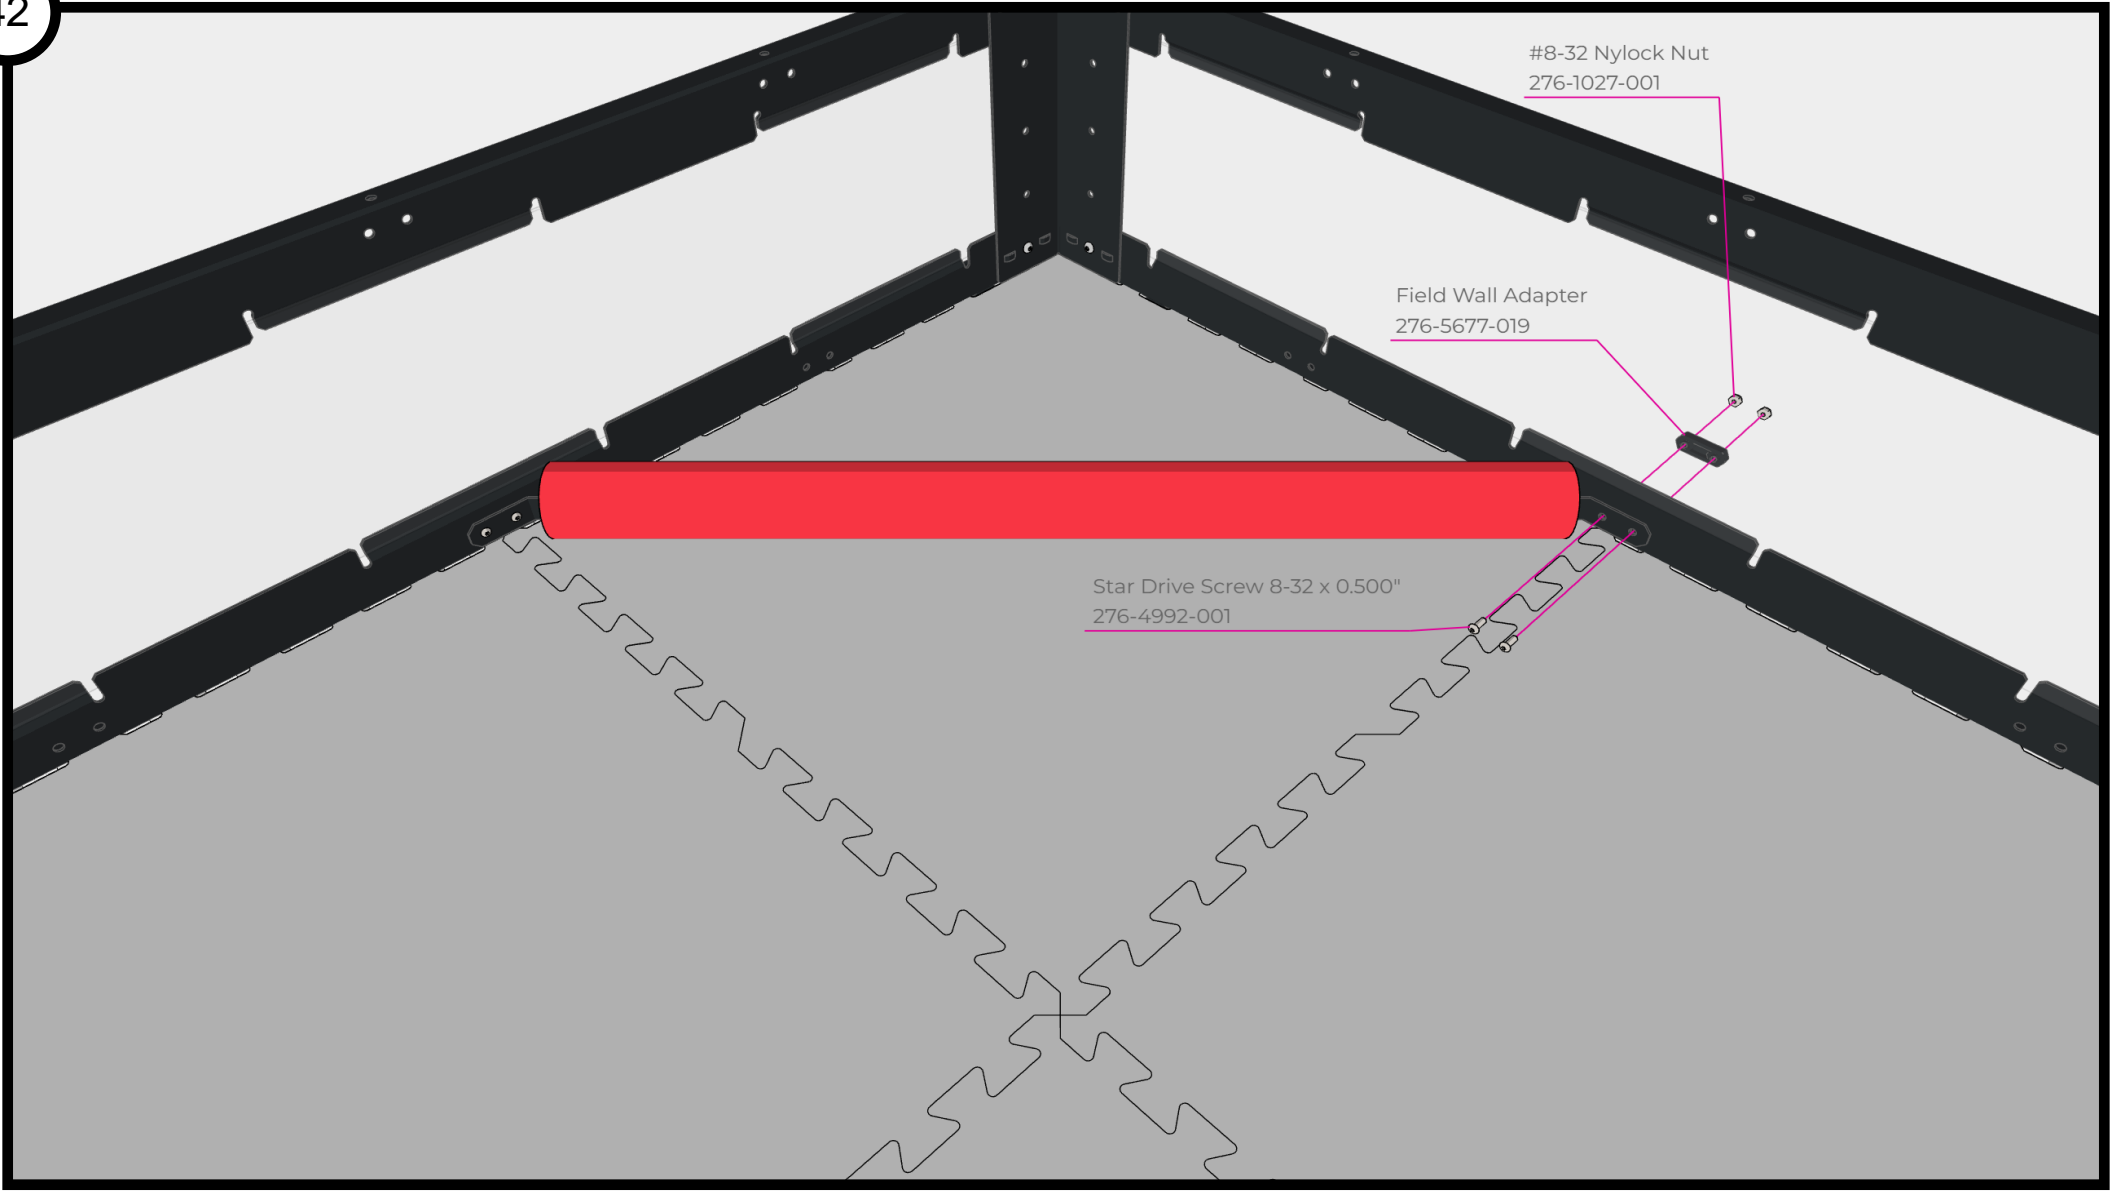 42
#8-32 Nylock Nut
276-1027-001
Field Wall Adapter
276-5677-019
Star Drive Screw 8-32 x 0.500"
276-4992-001